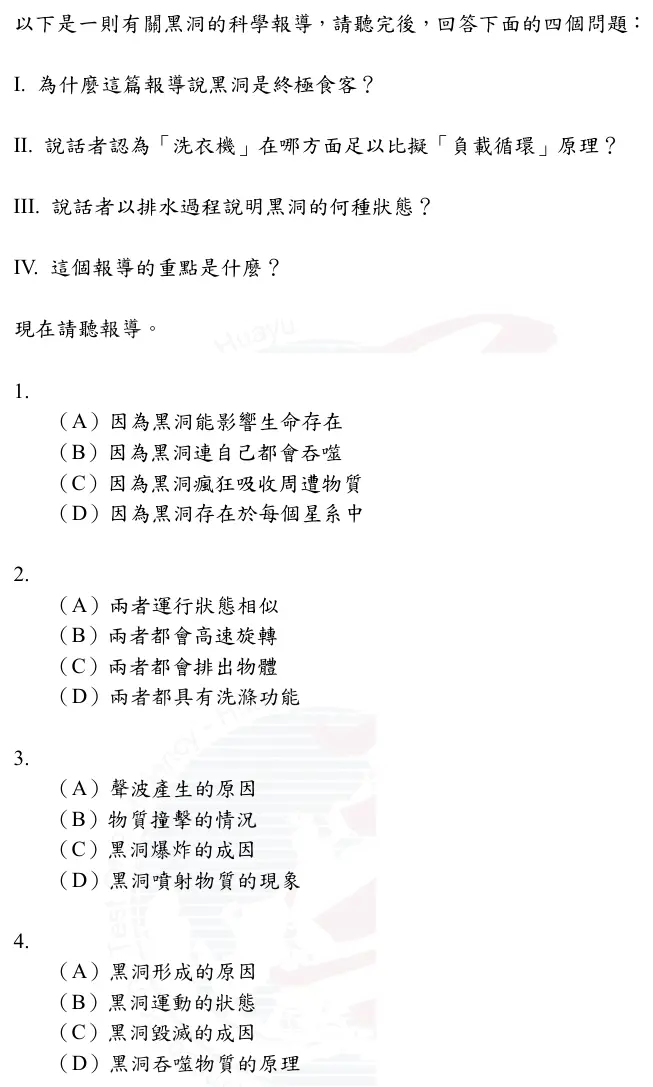 以下是一則有關黑洞的科學報導，請聽完後，回答下面的四個問題：
I. 為什麼這篇報導說黑洞是終極食客？
II. 說話者認為「洗衣機」在哪方面足以比擬「負載循環」原理？
III. 說話者以排水過程說明黑洞的何種狀態？
IV. 這個報導的重點是什麼？
現在請聽報導。
Huayu
1.
（A）因為黑洞能影響生命存在
（B）因為黑洞連自己都會吞噬
（C）因為黑洞瘋狂吸收周遭物質
（D）因為黑洞存在於每個星系中
2.
（A）兩者運行狀態相似
（B）兩者都會高速旋轉
（C）兩者都會排出物體
（D）兩者都具有洗滌功能
3.
（A）聲波產生的原因
（B）物質撞擊的情況
（C）黑洞爆炸的成因
（D）黑洞噴射物質的現象
4.
（A）黑洞形成的原因
（B）黑洞運動的狀態
（C）黑洞毀滅的成因
（D）黑洞吞噬物質的原理